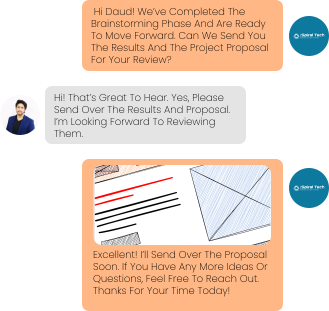 Hi Daud! We've Completed The
Brainstorming Phase And Are Ready
To Move Forward. Can We Send You
The Results And The Project Proposal
For Your Review?
Spiral Tech
Hi! That's Great To Hear. Yes, Please
Send Over The Results And Proposal.
I'm Looking Forward To Reviewing
Them.
Spiral Tech
Excellent! I'll Send Over The Proposal
Soon. If You Have Any More Ideas Or
Questions, Feel Free To Reach Out.
Thanks For Your Time Today!